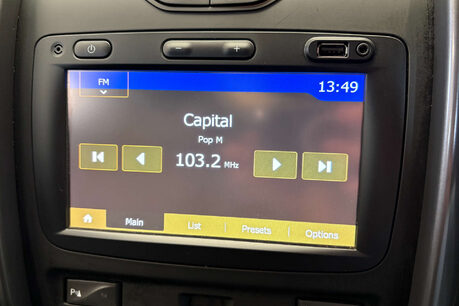 FM
13:49
Capital
Pop M
103.2 MHz
Main
List
Presets
Options
P